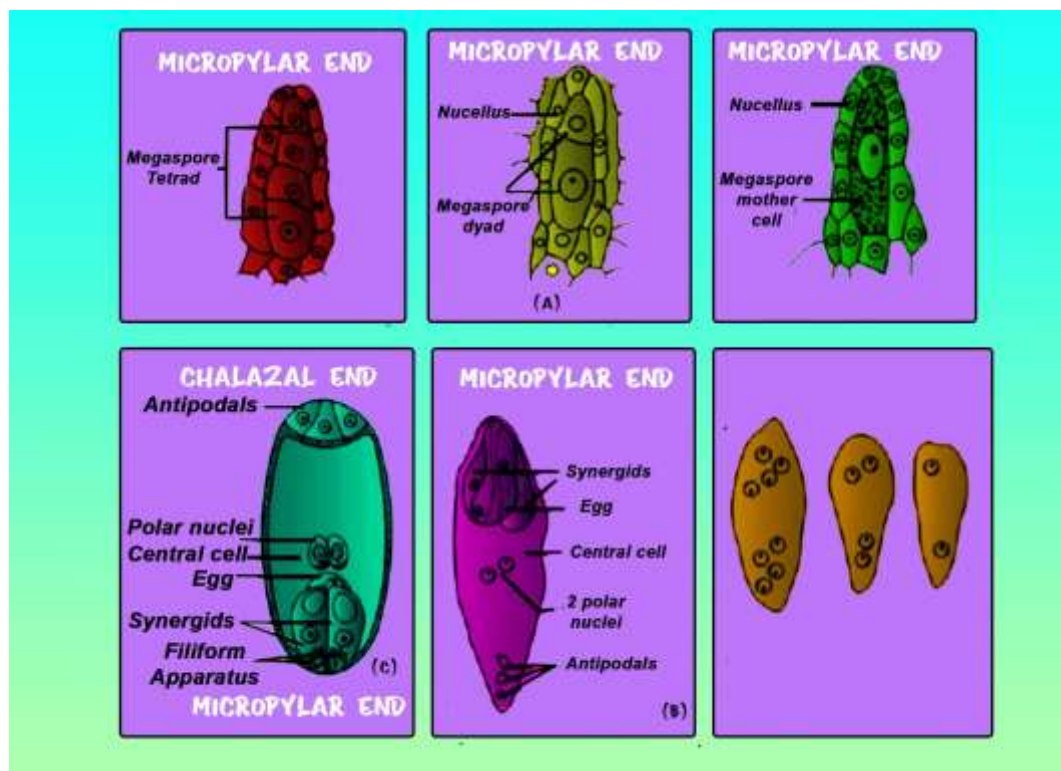 MICROPYLAR END
Megaspore
Tetrad
MICROPYLAR END
Nucellus
Megaspore
dyad
(A)
MICROPYLAR END
Nucellus
Megaspore
mother
cell
CHALAZAL END
Antipodals
Polar nuclei
Central cell
Egg
Synergids
Filiform
Apparatus
(C)
MICROPYLAR END
MICROPYLAR END
Synergids
Egg
Central cell
2 polar
nuclei
Antipodals
(B)